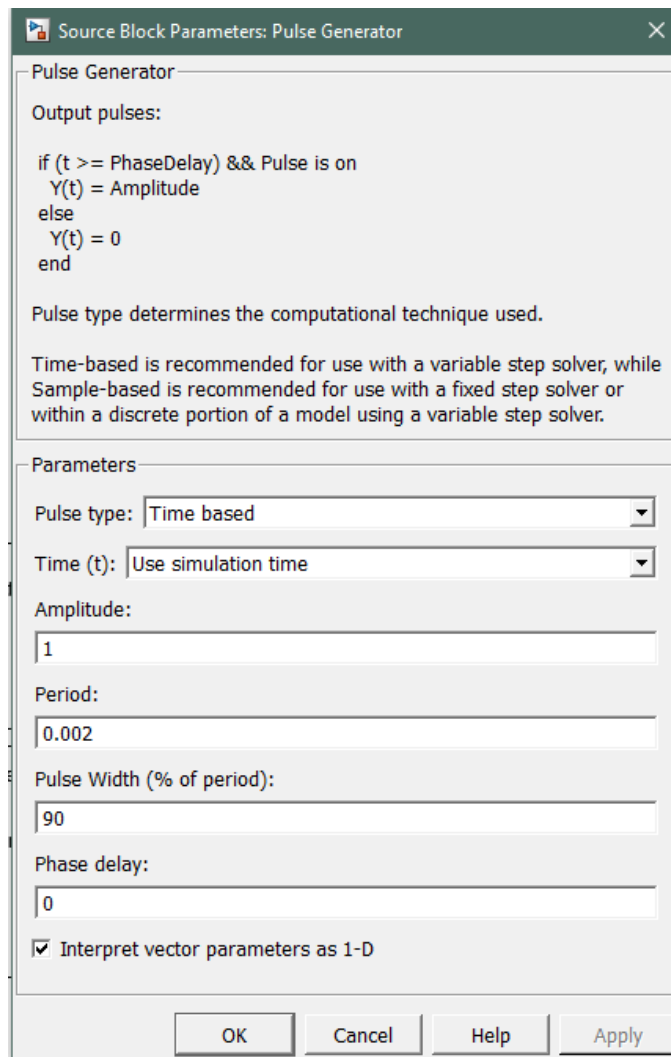 Source Block Parameters: Pulse Generator
Pulse Generator
Output pulses:
if (t >= PhaseDelay) && Pulse is on
Y(t) = Amplitude
else
Y(t) = 0
end
Pulse type determines the computational technique used.
Time-based is recommended for use with a variable step solver, while
Sample-based is recommended for use with a fixed step solver or
within a discrete portion of a model using a variable step solver.
Parameters
Pulse type: Time based
Time (t): Use simulation time
Amplitude:
1
Period:
0.002
Pulse Width (% of period):
90
Phase delay:
0
Interpret vector parameters as 1-D
OK Cancel Help Apply